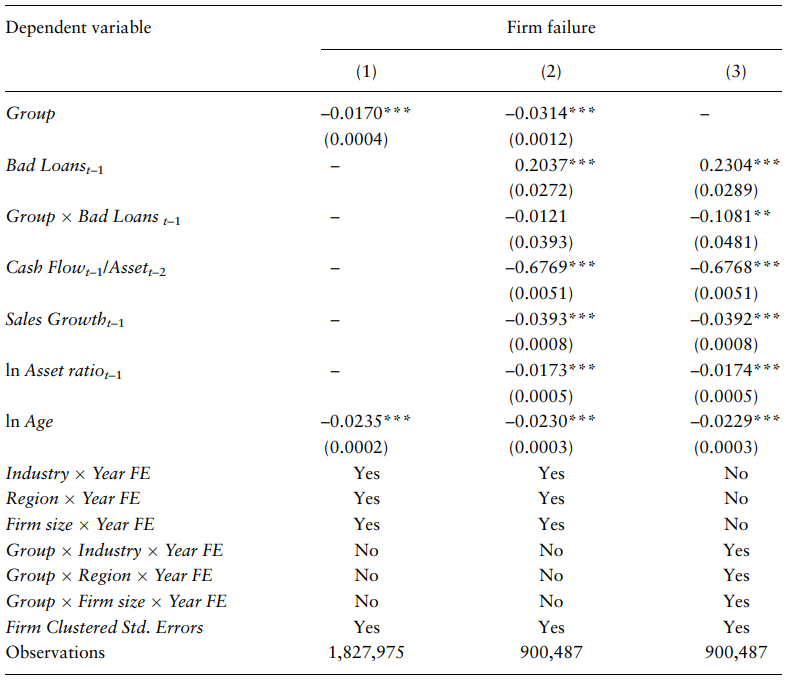 Dependent variable Firm failure
(1) (2) (3)
Group –0.0170*** –0.0314*** –
(0.0004) (0.0012)
Bad Loans t–1 – 0.2037*** 0.2304***
(0.0272) (0.0289)
Group × Bad Loans t–1 – –0.0121 –0.1081**
(0.0393) (0.0481)
Cash Flow t–1/Asset t–2 – –0.6769*** –0.6768***
(0.0051) (0.0051)
Sales Growth t–1 – –0.0393*** –0.0392***
(0.0008) (0.0008)
ln Asset ratio t–1 – –0.0173*** –0.0174***
(0.0005) (0.0005)
ln Age –0.0235*** –0.0230*** –0.0229***
(0.0002) (0.0003) (0.0003)
Industry × Year FE Yes Yes No
Region × Year FE Yes Yes No
Firm size × Year FE Yes Yes No
Group × Industry × Year FE No No Yes
Group × Region × Year FE No No Yes
Group × Firm size × Year FE No No Yes
Firm Clustered Std. Errors Yes Yes Yes
Observations 1,827,975 900,487 900,487